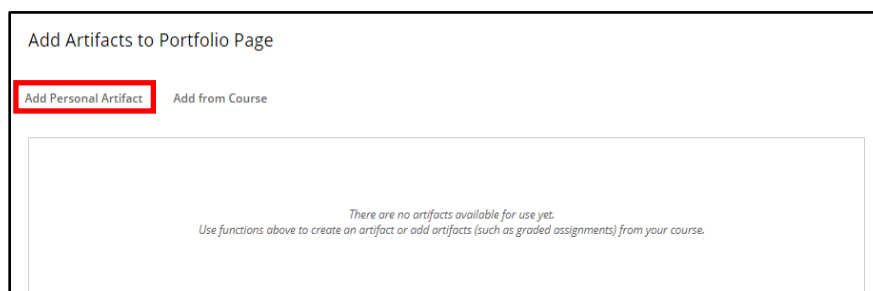 Add Artifacts to Portfolio Page
Add Personal Artifact Add from Course
There are no artifacts available for use yet.
Use functions above to create an artifact or add artifacts (such as graded assignments) from your course.